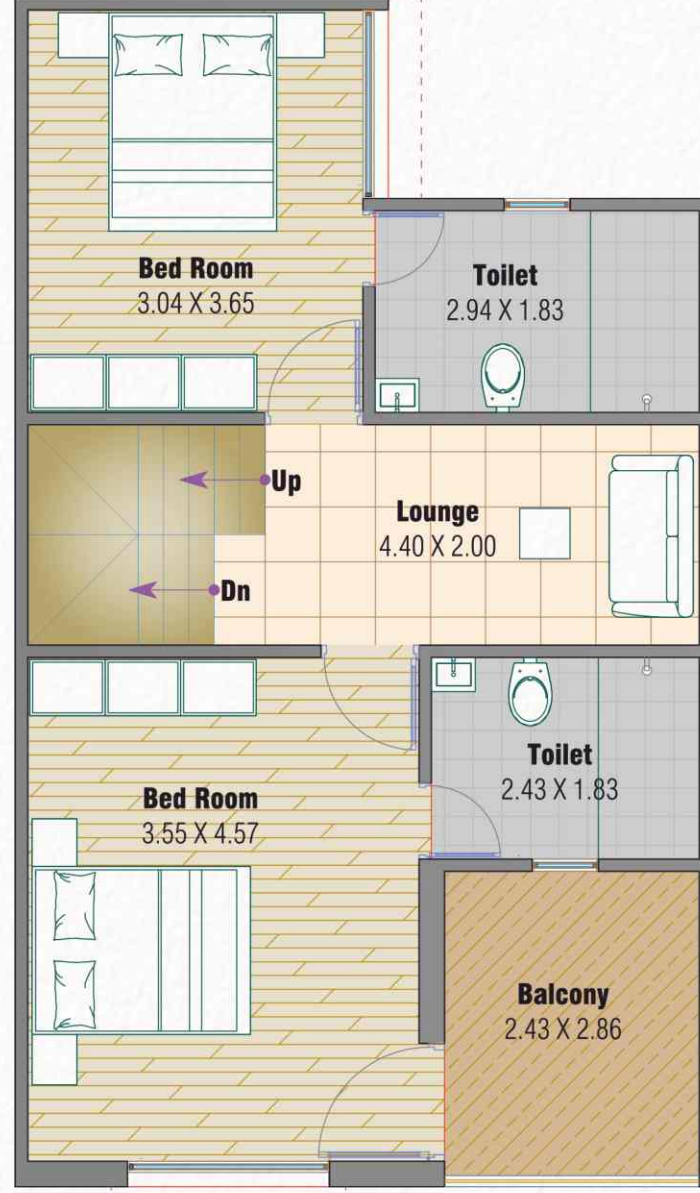 Bed Room
3.04 X 3.65
Toilet
2.94 X 1.83
Up
Lounge
4.40 X 2.00
Dn
Toilet
2.43 X 1.83
Bed Room
3.55 X 4.57
Balcony
2.43 X 2.86